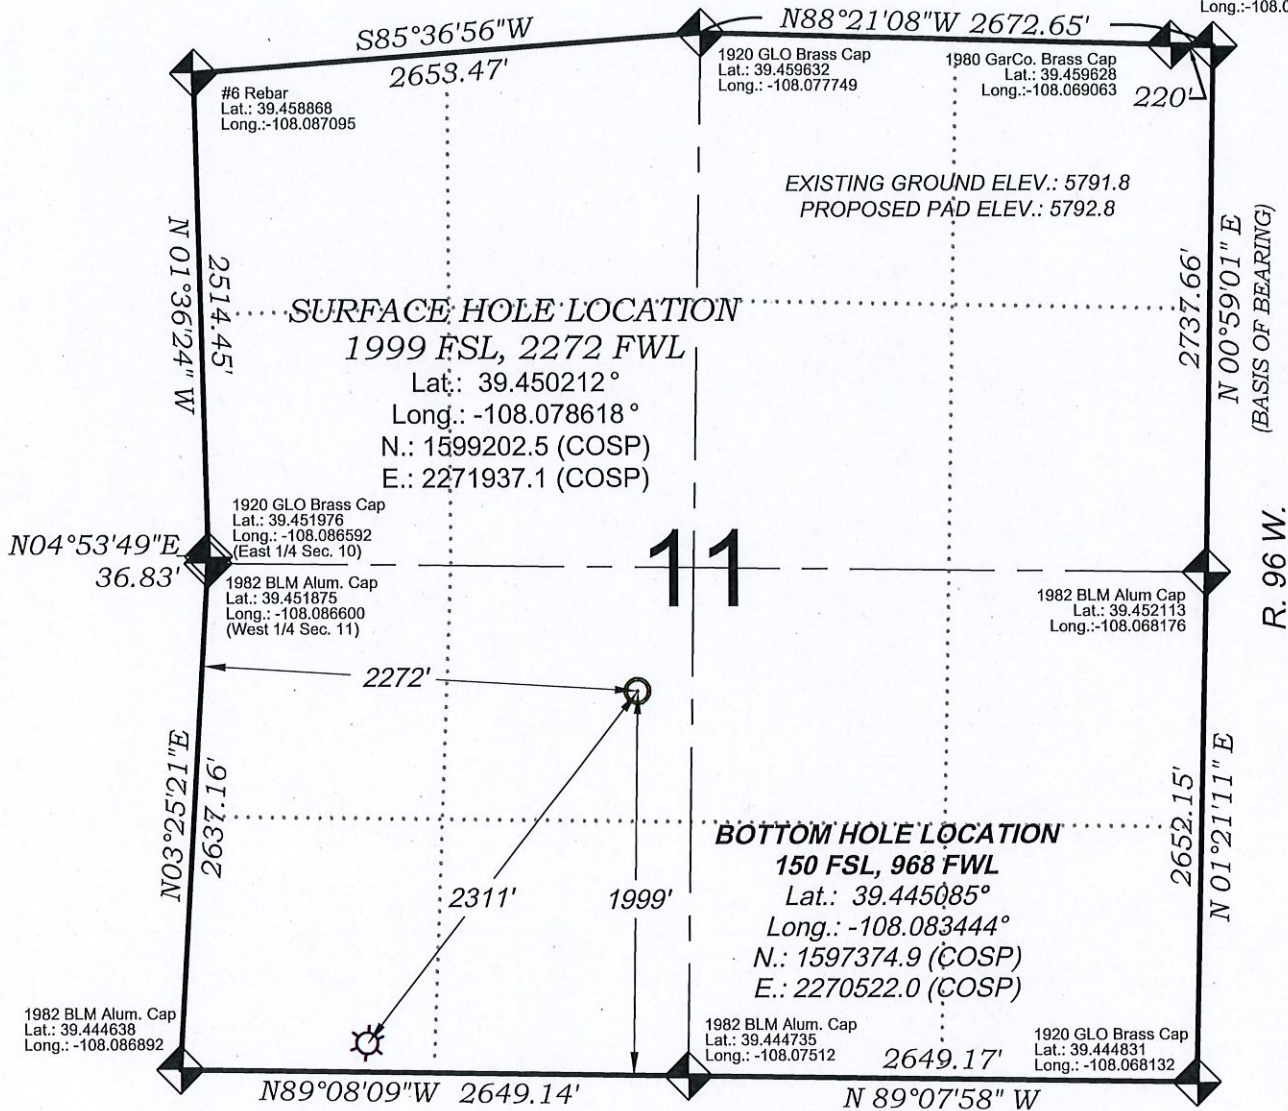 Long.:-108.0
S85°36'56"W
2653.47'
N88°21'08"W 2672.65'
#6 Rebar
Lat.: 39.458868
Long.:-108.087095
1920 GLO Brass Cap
Lat.: 39.459632
Long.: -108.077749
1980 GarCo. Brass Cap
Lat.: 39.459628
Long.:-108.069063
220'
EXISTING GROUND ELEV.: 5791.8
PROPOSED PAD ELEV.: 5792.8
N 01°36'24" W
2514.45'
2737.66'
N 00°59'01" E
(BASIS OF BEARING)
SURFACE HOLE LOCATION
1999 FSL, 2272 FWL
Lat.: 39.450212°
Long.: -108.078618°
N.: 1599202.5 (COSP)
E.: 2271937.1 (COSP)
1920 GLO Brass Cap
Lat.: 39.451976
Long.: -108.086592
(East 1/4 Sec. 10)
N04°53'49"E
36.83'
1982 BLM Alum. Cap
Lat.: 39.451875
Long.: -108.086600
(West 1/4 Sec. 11)
11
R. 96 W.
1982 BLM Alum Cap
Lat.: 39.452113
Long.:-108.068176
2272'
N03°25'21"E
2637.16'
2311'
1999'
BOTTOM HOLE LOCATION
150 FSL, 968 FWL
Lat.: 39.445085°
Long.: -108.083444°
N.: 1597374.9 (COSP)
E.: 2270522.0 (COSP)
2652.15'
N 01°21'11" E
1982 BLM Alum. Cap
Lat.: 39.444638
Long.: -108.086892
1982 BLM Alum. Cap
Lat.: 39.444735
Long.: -108.07512
1920 GLO Brass Cap
Lat.: 39.444831
Long.: -108.068132
N89°08'09"W 2649.14'
2649.17'
N 89°07'58" W